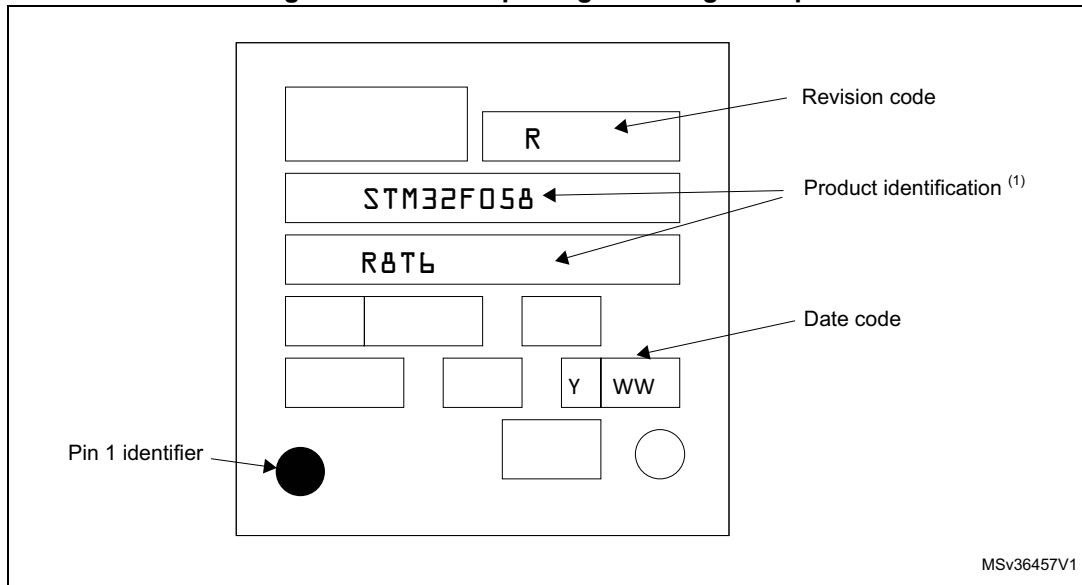 Revision code
R
STM32F058
Product identification (1)
R8T6
Date code
Y WW
Pin 1 identifier
MSv36457V1